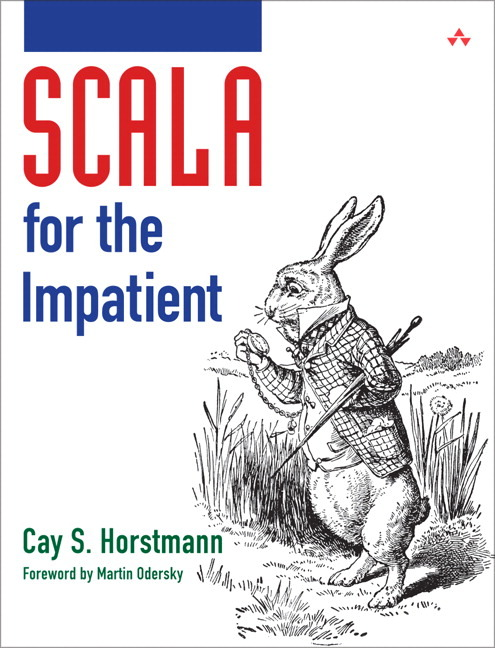 SCALA
for the
Impatient
Cay S. Horstmann
Foreword by Martin Odersky